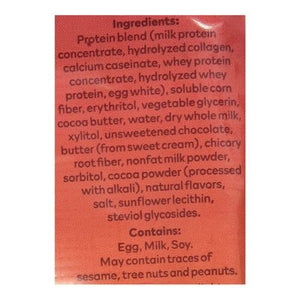 Ingredients:
Protein blend (milk protein
concentrate, hydrolyzed collagen,
calcium caseinate, whey protein
concentrate, hydrolyzed whey
protein, egg white), soluble corn
fiber, erythritol, vegetable glycerin,
cocoa butter, water, dry whole milk,
xylitol, unsweetened chocolate,
butter (from sweet cream), chicory
root fiber, nonfat milk powder,
sorbitol, cocoa powder (processed
with alkali), natural flavors,
salt, sunflower lecithin,
steviol glycosides.
Contains:
Egg, Milk, Soy.
May contain traces of
sesame, tree nuts and peanuts.